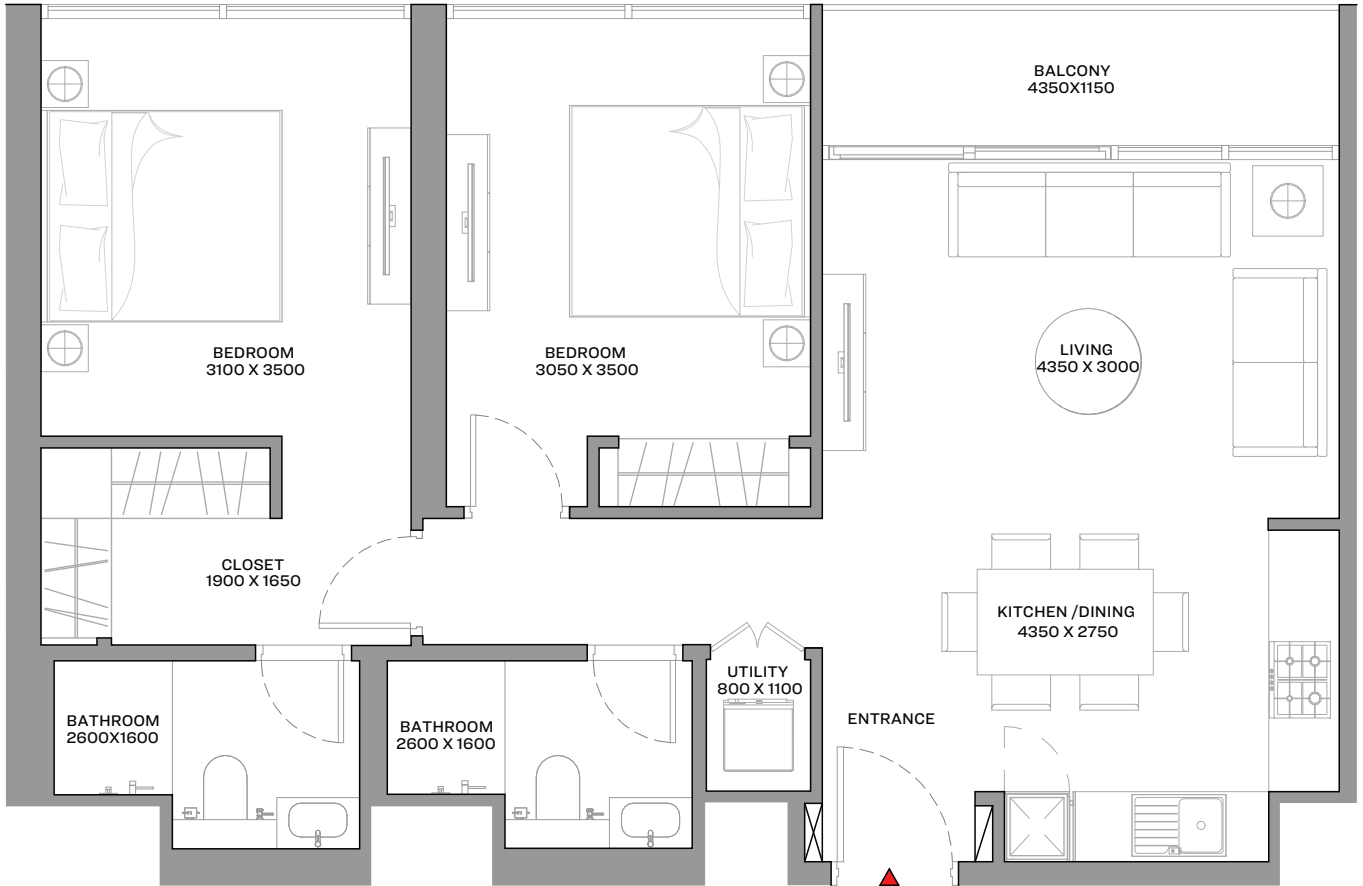 BALCONY
4350X1150
BEDROOM
3100 X 3500
BEDROOM
3050 X 3500
LIVING
4350 X 3000
CLOSET
1900 X 1650
KITCHEN /DINING
4350 X 2750
UTILITY
800 X 1100
BATHROOM
2600X1600
BATHROOM
2600 X 1600
ENTRANCE